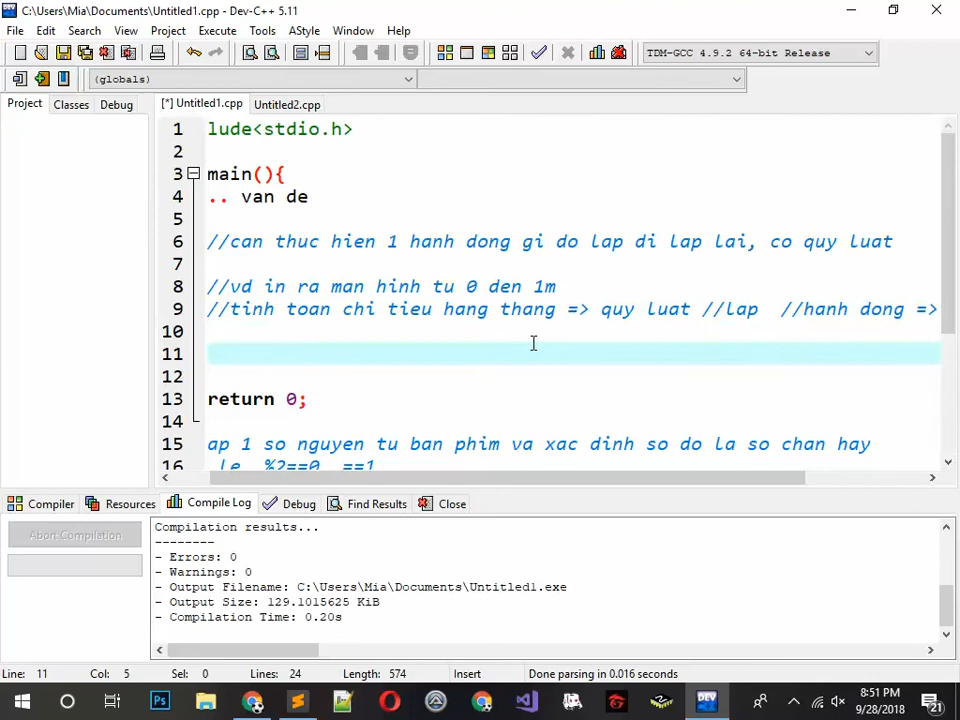 C:\Users\Mia\Documents\Untitled1.cpp - Dev-C++ 5.11
File Edit Search View Project Execute Tools AStyle Window Help
TDM-GCC 4.9.2 64-bit Release
(globals)
Project Classes Debug [*] Untitled1.cpp Untitled2.cpp
1 lude<stdio.h>
2
3 main(){
4 .. van de
5
6 //can thuc hien 1 hanh dong gi do lap di lap lai, co quy luat
7
8 //vd in ra man hinh tu 0 den 1m
9 //tinh toan chi tieu hang thang => quy luat //lap //hanh dong =>
10
11
12
13 return 0;
14
15 ap 1 so nguyen tu ban phim va xac dinh so do la so chan hay
16 le %2==0 ==1
Compiler Resources Compile Log Debug Find Results Close
Abort Compilation
Compilation results...
--------
- Errors: 0
- Warnings: 0
- Output Filename: C:\Users\Mia\Documents\Untitled1.exe
- Output Size: 129.1015625 KiB
- Compilation Time: 0.20s
Line: 11 Col: 5 Sel: 0 Lines: 24 Length: 574 Insert Done parsing in 0.016 seconds
Ps
DEV
8:51 PM
9/28/2018
21